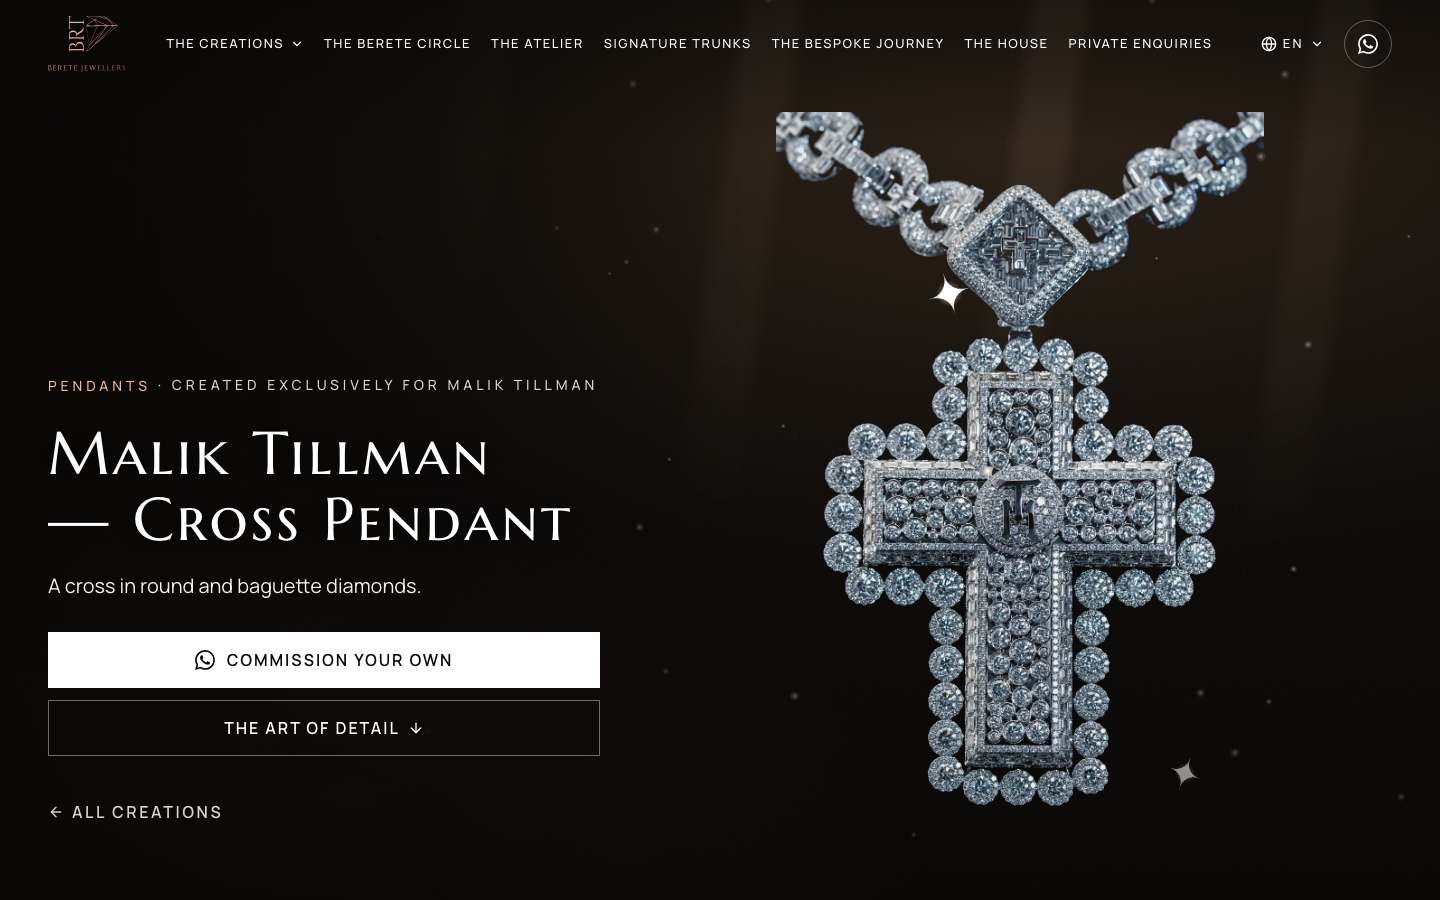 BRT
BERETE JEWELLERS
THE CREATIONS
THE BERETE CIRCLE
THE ATELIER
SIGNATURE TRUNKS
THE BESPOKE JOURNEY
THE HOUSE
PRIVATE ENQUIRIES
EN
PENDANTS · CREATED EXCLUSIVELY FOR MALIK TILLMAN
Malik Tillman
— Cross Pendant
A cross in round and baguette diamonds.
COMMISSION YOUR OWN
THE ART OF DETAIL ↓
← ALL CREATIONS